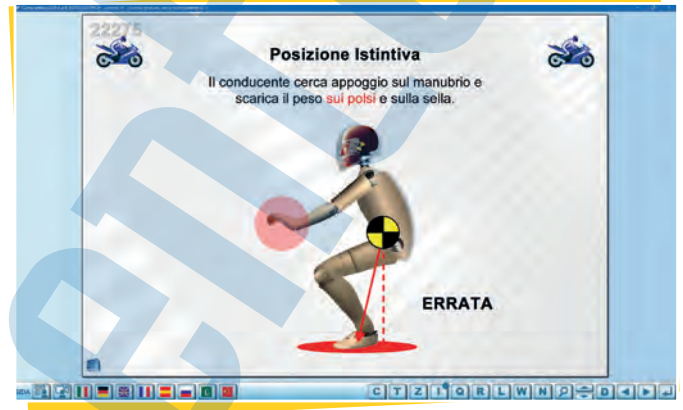 22275
Posizione Istintiva
Il conducente cerca appoggio sul manubrio e
scarica il peso sui polsi e sulla sella.
ERRATA
C T Z I Q R L W N D